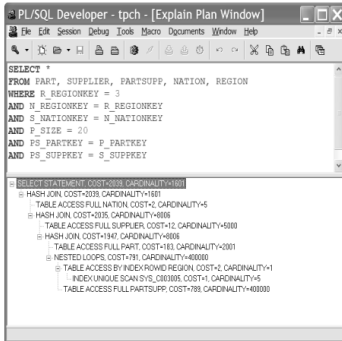 PL/SQL Developer - tpch - [Explain Plan Window]
File Edit Session Debug Tools Macro Documents Window Help
SELECT *
FROM PART, SUPPLIER, PARTSUPP, NATION, REGION
WHERE R_REGIONKEY = 3
AND N_REGIONKEY = R_REGIONKEY
AND S_NATIONKEY = N_NATIONKEY
AND P_SIZE = 20
AND PS_PARTKEY = P_PARTKEY
AND PS_SUPPKEY = S_SUPPKEY
SELECT STATEMENT, COST=2039, CARDINALITY=1601
HASH JOIN, COST=2039, CARDINALITY=1601
TABLE ACCESS FULL NATION, COST=2, CARDINALITY=5
HASH JOIN, COST=2035, CARDINALITY=8006
TABLE ACCESS FULL SUPPLIER, COST=12, CARDINALITY=5000
HASH JOIN, COST=1947, CARDINALITY=8006
TABLE ACCESS FULL PART, COST=183, CARDINALITY=2001
NESTED LOOPS, COST=791, CARDINALITY=400080
TABLE ACCESS BY INDEX ROWID REGION, COST=2, CARDINALITY=1
INDEX UNIQUE SCAN SYS_C003005, COST=1, CARDINALITY=5
TABLE ACCESS FULL PARTSUPP, COST=789, CARDINALITY=400080